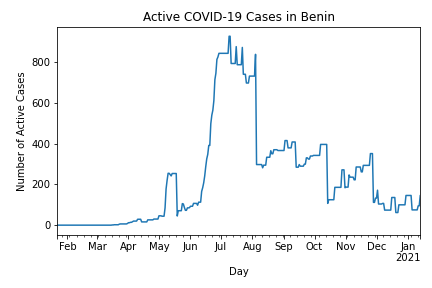 Active COVID-19 Cases in Benin
Number of Active Cases
800
600
400
200
0
Feb Mar Apr May Jun Jul Aug Sep Oct Nov Dec Jan
2021
Day